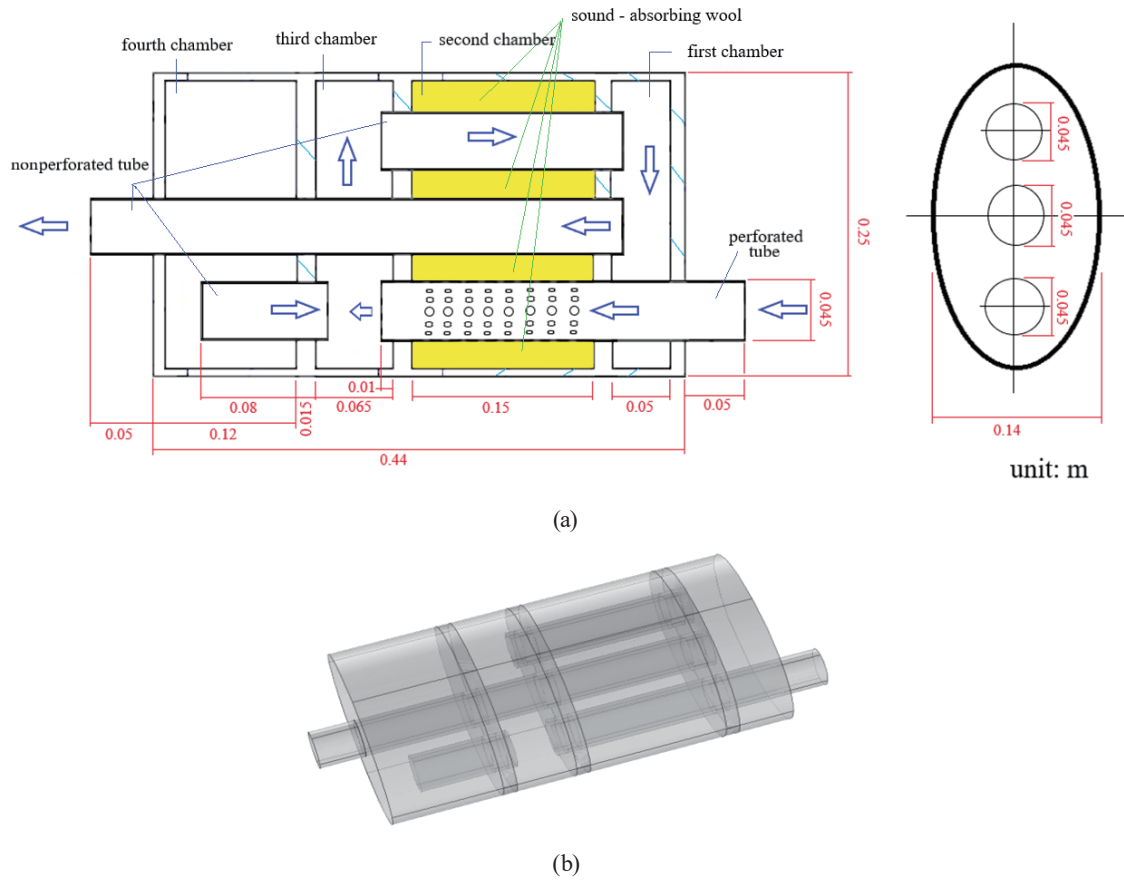 sound - absorbing wool
fourth chamber
third chamber
second chamber
first chamber
nonperforated tube
perforated
tube
0.25
0.045
0.01
0.08
0.015
0.065
0.15
0.05
0.05
0.05
0.12
0.44
0.045
0.045
0.045
0.14
unit: m
(a)
(b)